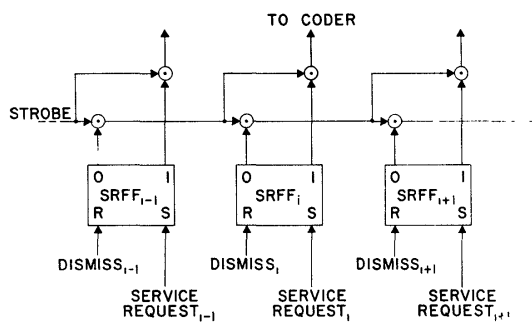 TO CODER
STROBE
O I O I O I
SRFF i-1 SRFF i SRFF i+1
R S R S R S
DISMISS i-1 DISMISS i DISMISS i+1
SERVICE SERVICE SERVICE
REQUEST i-1 REQUEST i REQUEST i+1